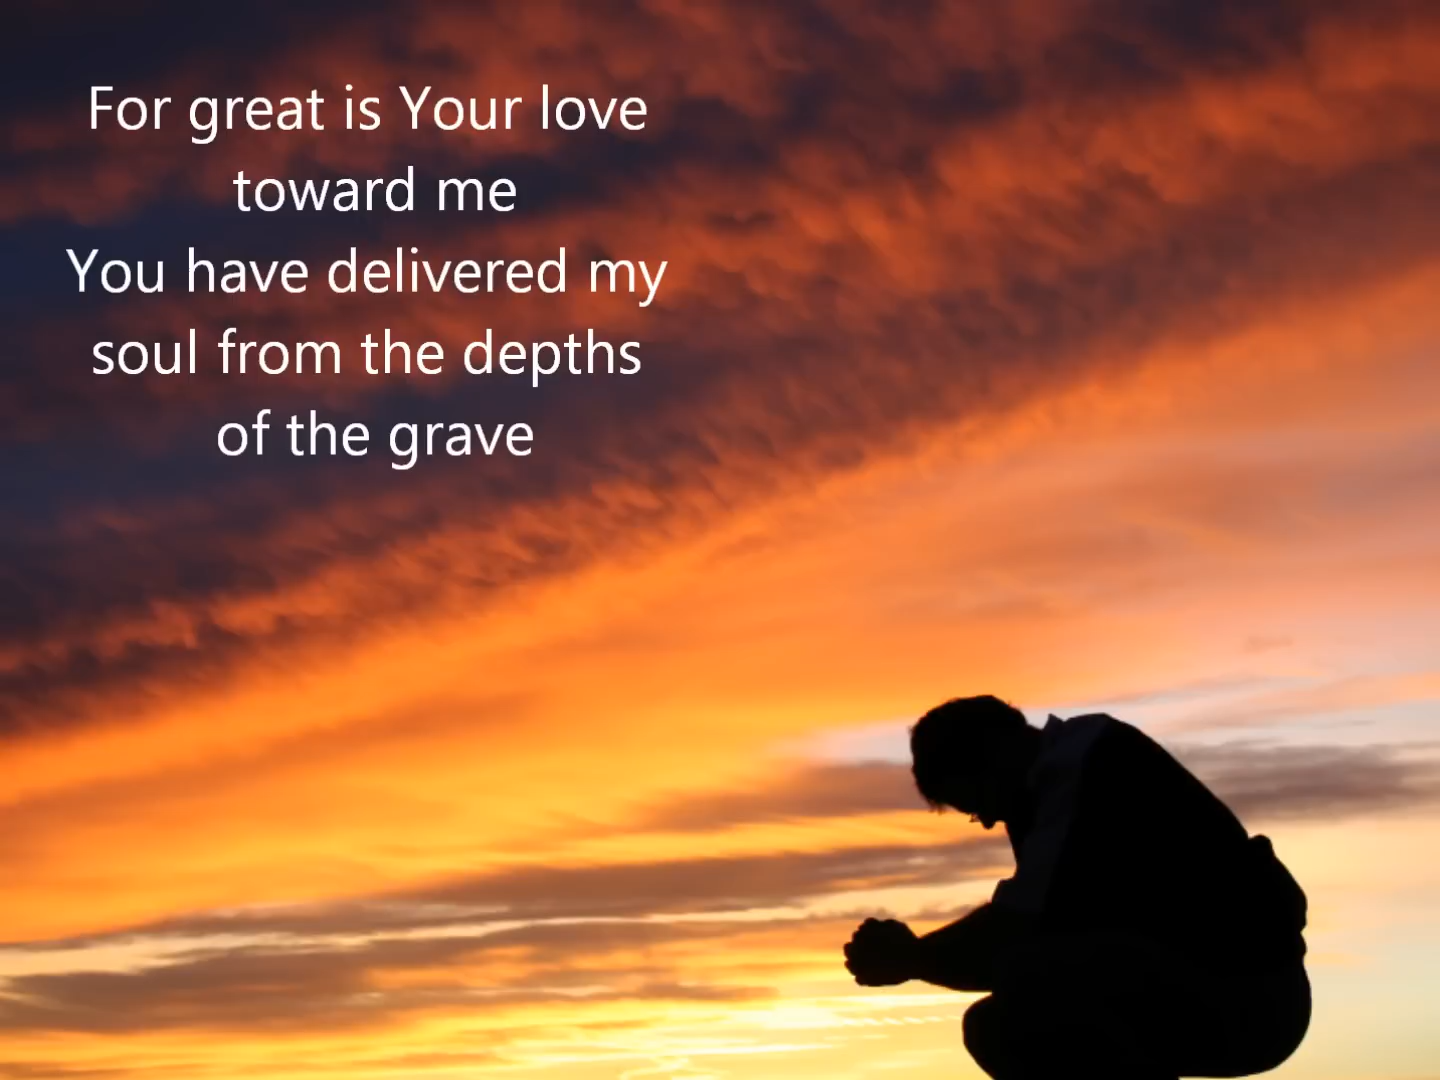 For great is Your love
toward me
You have delivered my
soul from the depths
of the grave